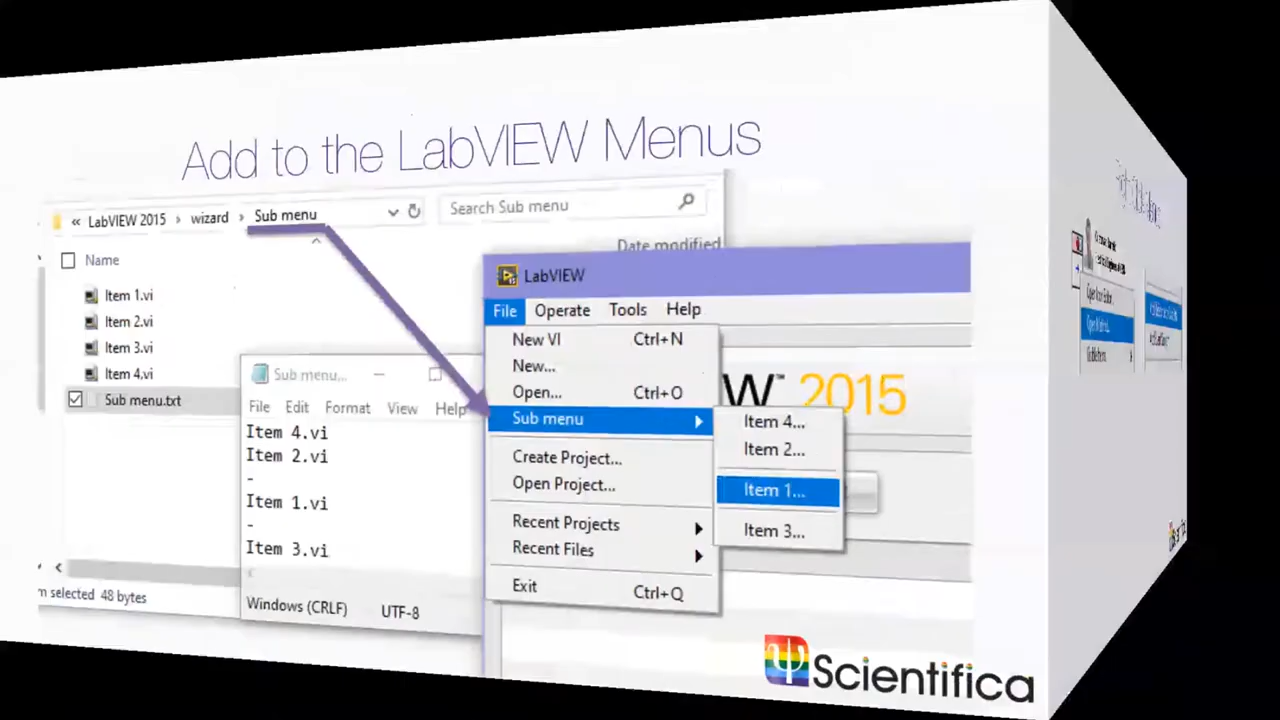 Add to the LabVIEW Menus
« LabVIEW 2015 › wizard › Sub menu
Search Sub menu
Name
Date modified
Item 1.vi
Item 2.vi
Item 3.vi
Item 4.vi
Sub menu.txt
selected 48 bytes
Sub menu...
File Edit Format View Help
Item 4.vi
Item 2.vi
-
Item 1.vi
-
Item 3.vi
Windows (CRLF) UTF-8
LabVIEW
File Operate Tools Help
New VI Ctrl+N
New...
Open... Ctrl+O
Sub menu
Create Project...
Open Project...
Recent Projects
Recent Files
Exit Ctrl+Q
W™ 2015
Item 4...
Item 2...
Item 1...
Item 3...
Scientifica
Open Icon Editor...